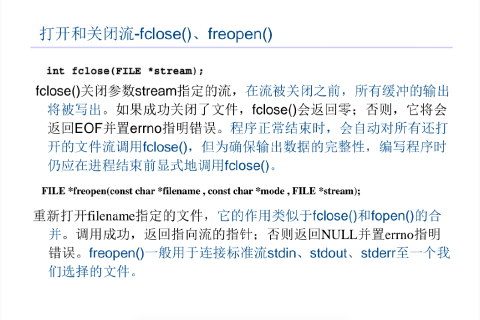 打开和关闭流-fclose()、freopen()
int fclose(FILE *stream);
fclose()关闭参数stream指定的流，在流被关闭之前，所有缓冲的输出
将被写出。如果成功关闭了文件，fclose()会返回零；否则，它将会
返回EOF并置errno指明错误。程序正常结束时，会自动对所有还打
开的文件流调用fclose()，但为确保输出数据的完整性，编写程序时
仍应在进程结束前显式地调用fclose()。
FILE *freopen(const char *filename , const char *mode , FILE *stream);
重新打开filename指定的文件，它的作用类似于fclose()和fopen()的合
并。调用成功，返回指向流的指针；否则返回NULL并置errno指明
错误。freopen()一般用于连接标准流stdin、stdout、stderr至一个我
们选择的文件。